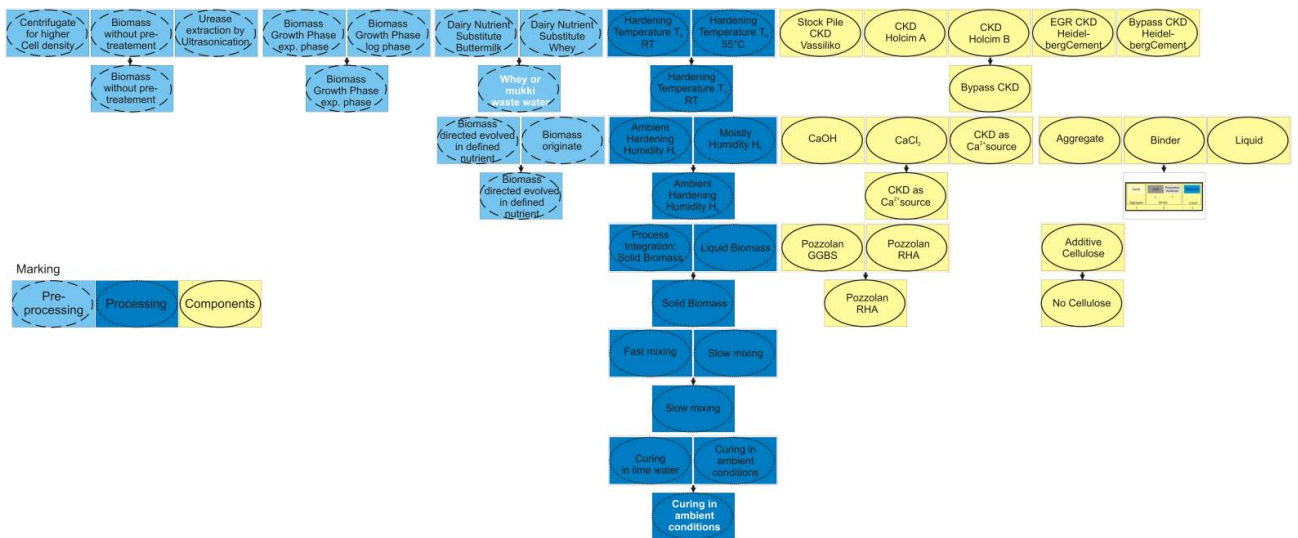 Centrifugate
for higher
Cell density
Biomass
without pre-
treatement
Urease
extraction by
Ultrasonication
Biomass
without pre-
treatement
Biomass
Growth Phase
exp. phase
Biomass
Growth Phase
log phase
Biomass
Growth Phase
exp. phase
Dairy Nutrient
Substitute
Buttermilk
Dairy Nutrient
Substitute
Whey
Whey or
mukki
waste water
Biomass
directed evolved
in defined
nutrient
Biomass
originate
Biomass
directed evolved
in defined
nutrient
Hardening
Temperature T
RT
Hardening
Temperature T
55°C
Hardening
Temperature T
RT
Ambient
Hardening
Humidity H
Moistly
Humidity H
Ambient
Hardening
Humidity H
Process
Integration:
Solid Biomass
Liquid Biomass
Solid Biomass
Fast mixing
Slow mixing
Slow mixing
Curing
in lime water
Curing in
ambient
conditions
Curing in
ambient
conditions
Stock Pile
CKD
Vassiliko
CKD
Holcim A
CKD
Holcim B
EGR CKD
Heidel-
bergCement
Bypass CKD
Heidel-
bergCement
Bypass CKD
CaOH
CaCl₂
CKD as
Ca²⁺source
CKD as
Ca²⁺source
Aggregate
Binder
Liquid
Pozzolan
GGBS
Pozzolan
RHA
Pozzolan
RHA
Additive
Cellulose
No Cellulose
Marking
Pre-
processing
Processing
Components